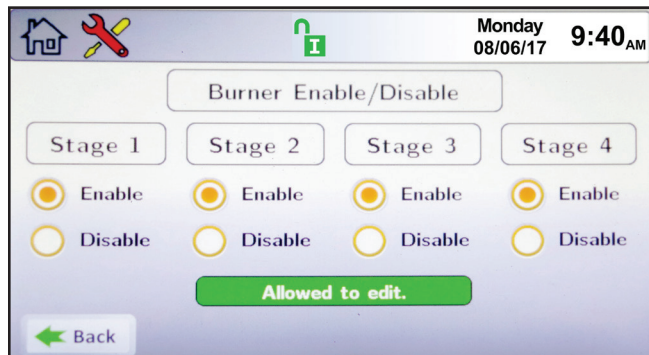 I
Monday
08/06/17
9:40AM
Burner Enable/Disable
Stage 1 Stage 2 Stage 3 Stage 4
Enable Enable Enable Enable
Disable Disable Disable Disable
Allowed to edit.
Back